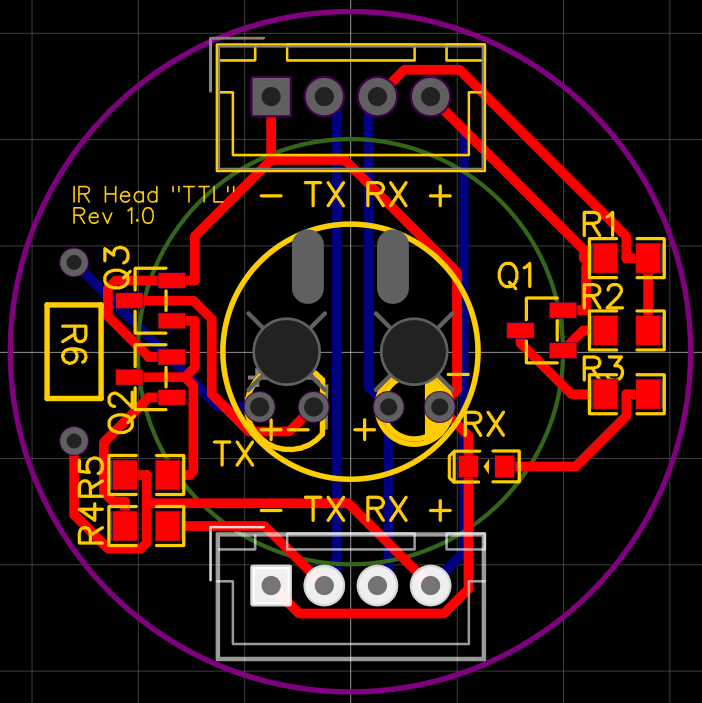 IR Head "TTL"
Rev 1.0
- TX RX +
R1
Q3
Q1
R2
R6
R3
Q2
-
+
-
+
RX
TX
R5
R4
- TX RX +